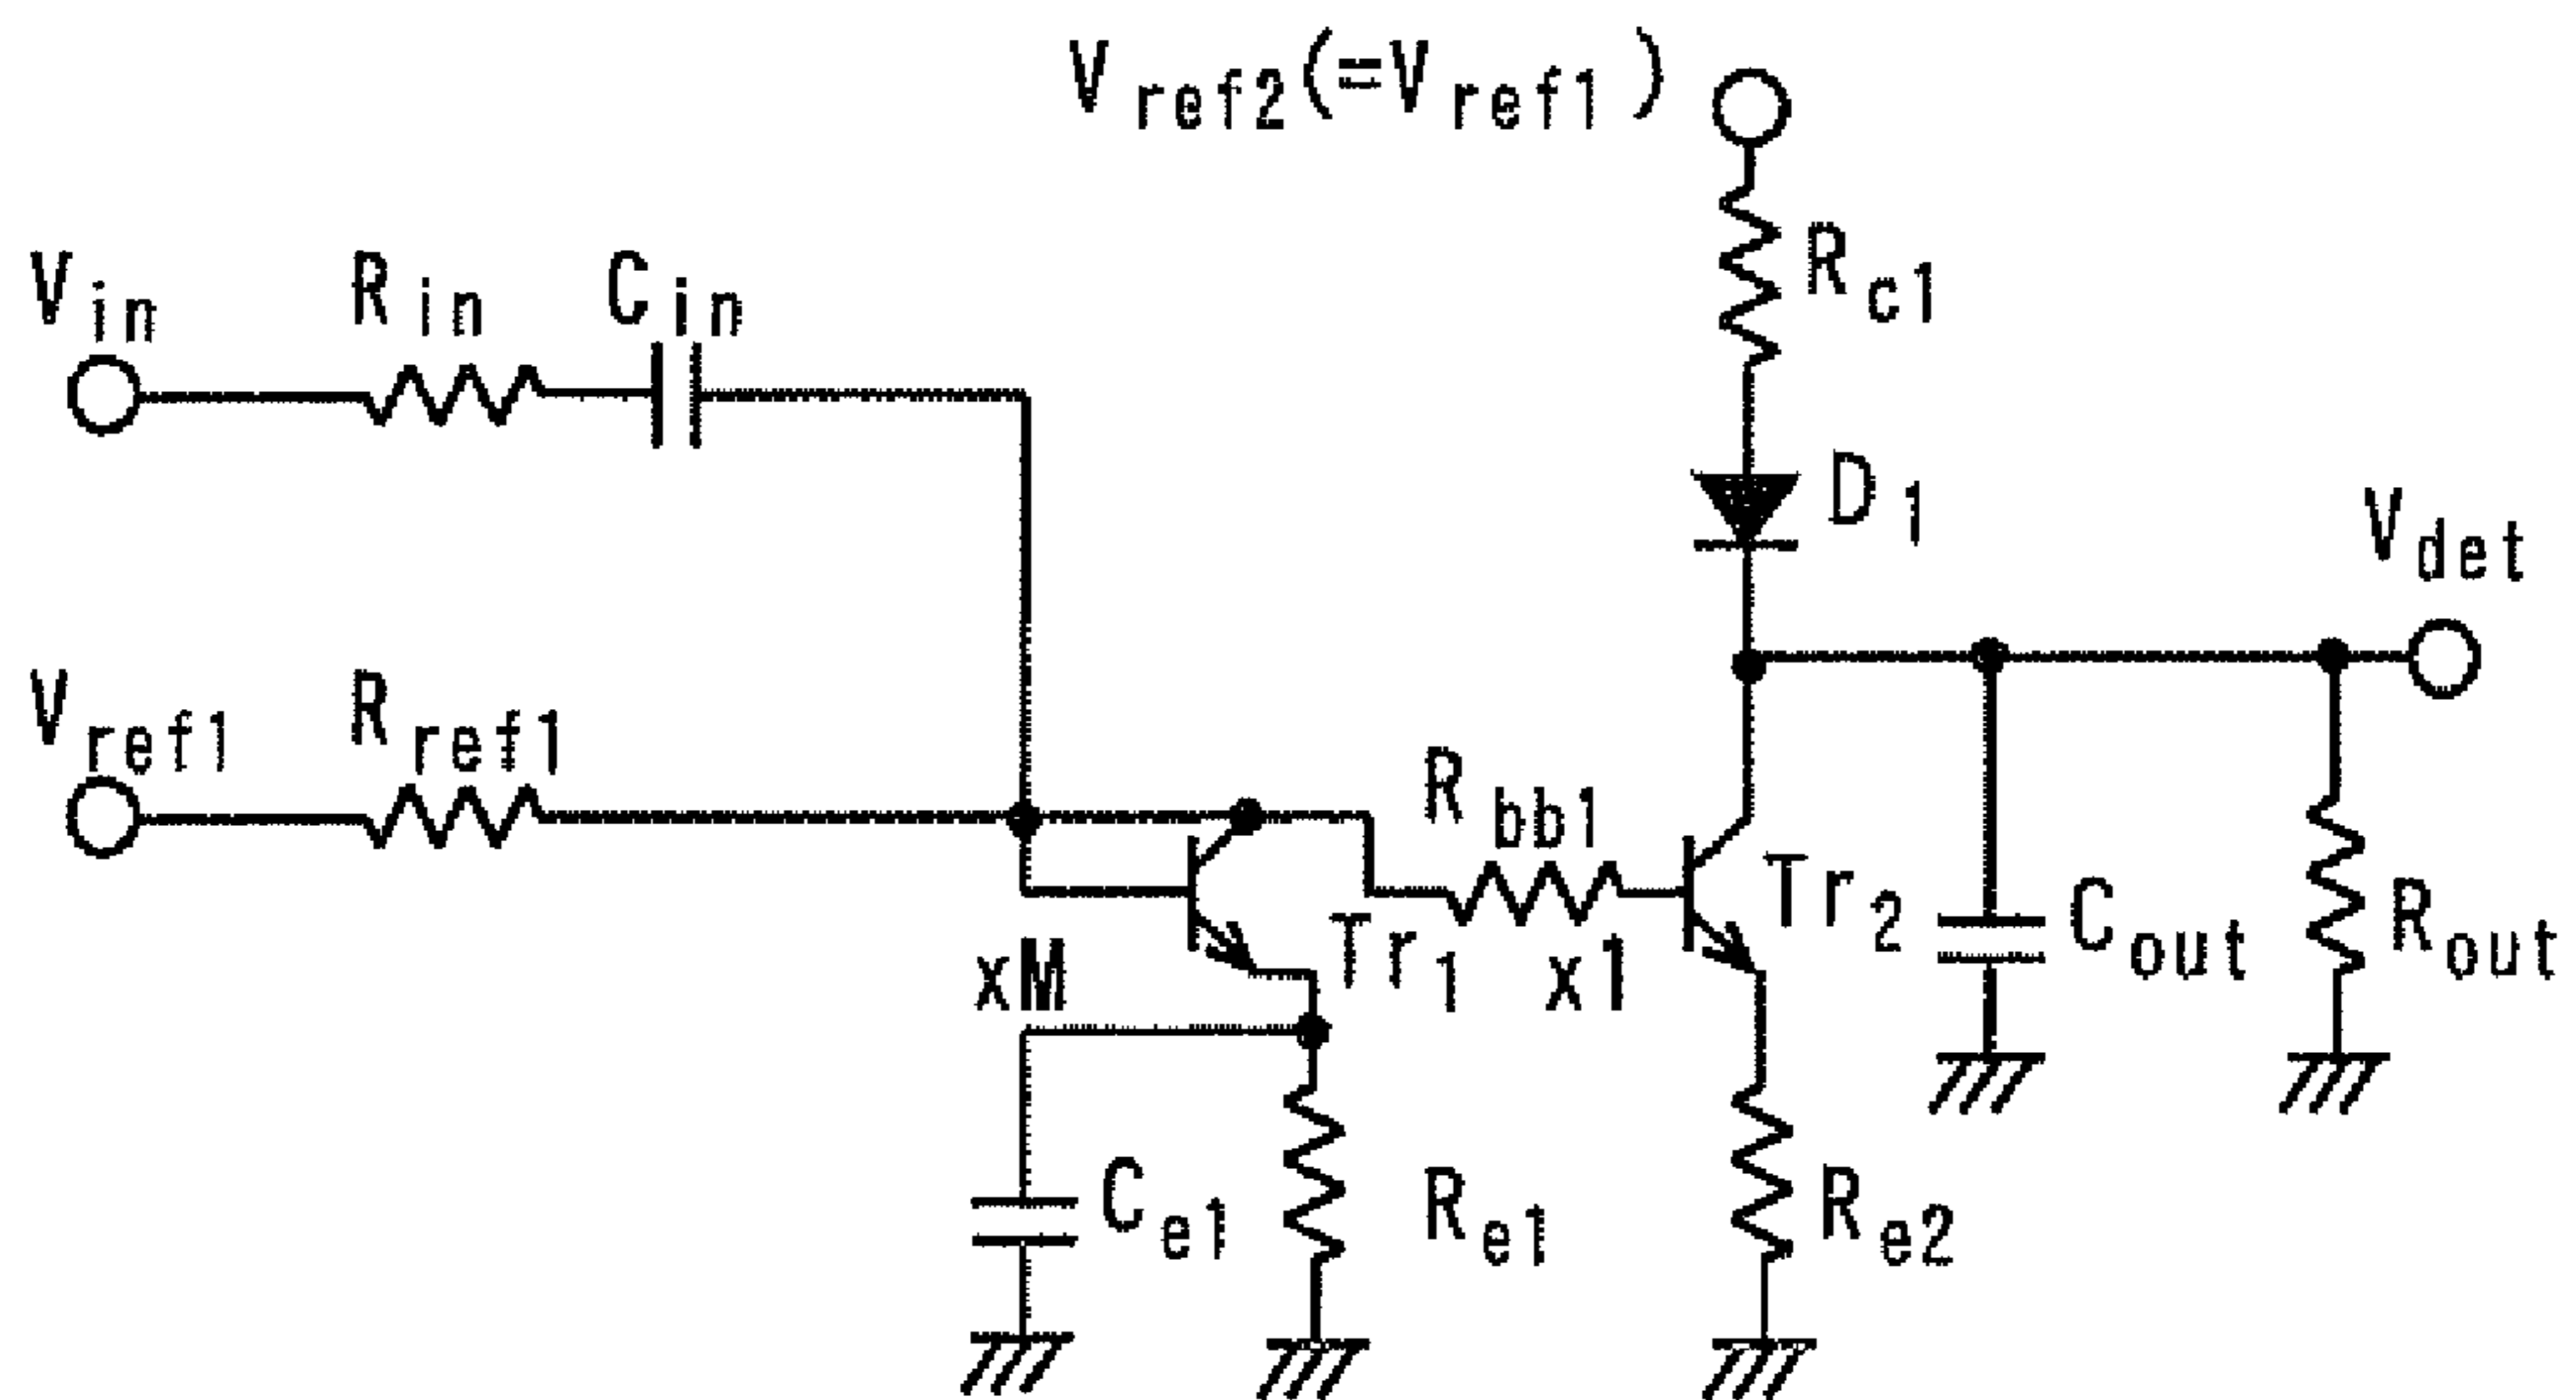 Vref2(=Vref1)
Rc1
Vin
Rin
Cin
D1
Vdet
Vref1
Rref1
Rbb1
Tr1
xM
x1
Tr2
Cout
Rout
Ce1
Re1
Re2